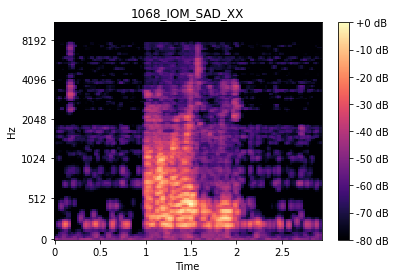 1068_IOM_SAD_XX
Hz
8192
4096
2048
1024
512
0
0 0.5 1 1.5 2 2.5
Time
+0 dB
-10 dB
-20 dB
-30 dB
-40 dB
-50 dB
-60 dB
-70 dB
-80 dB